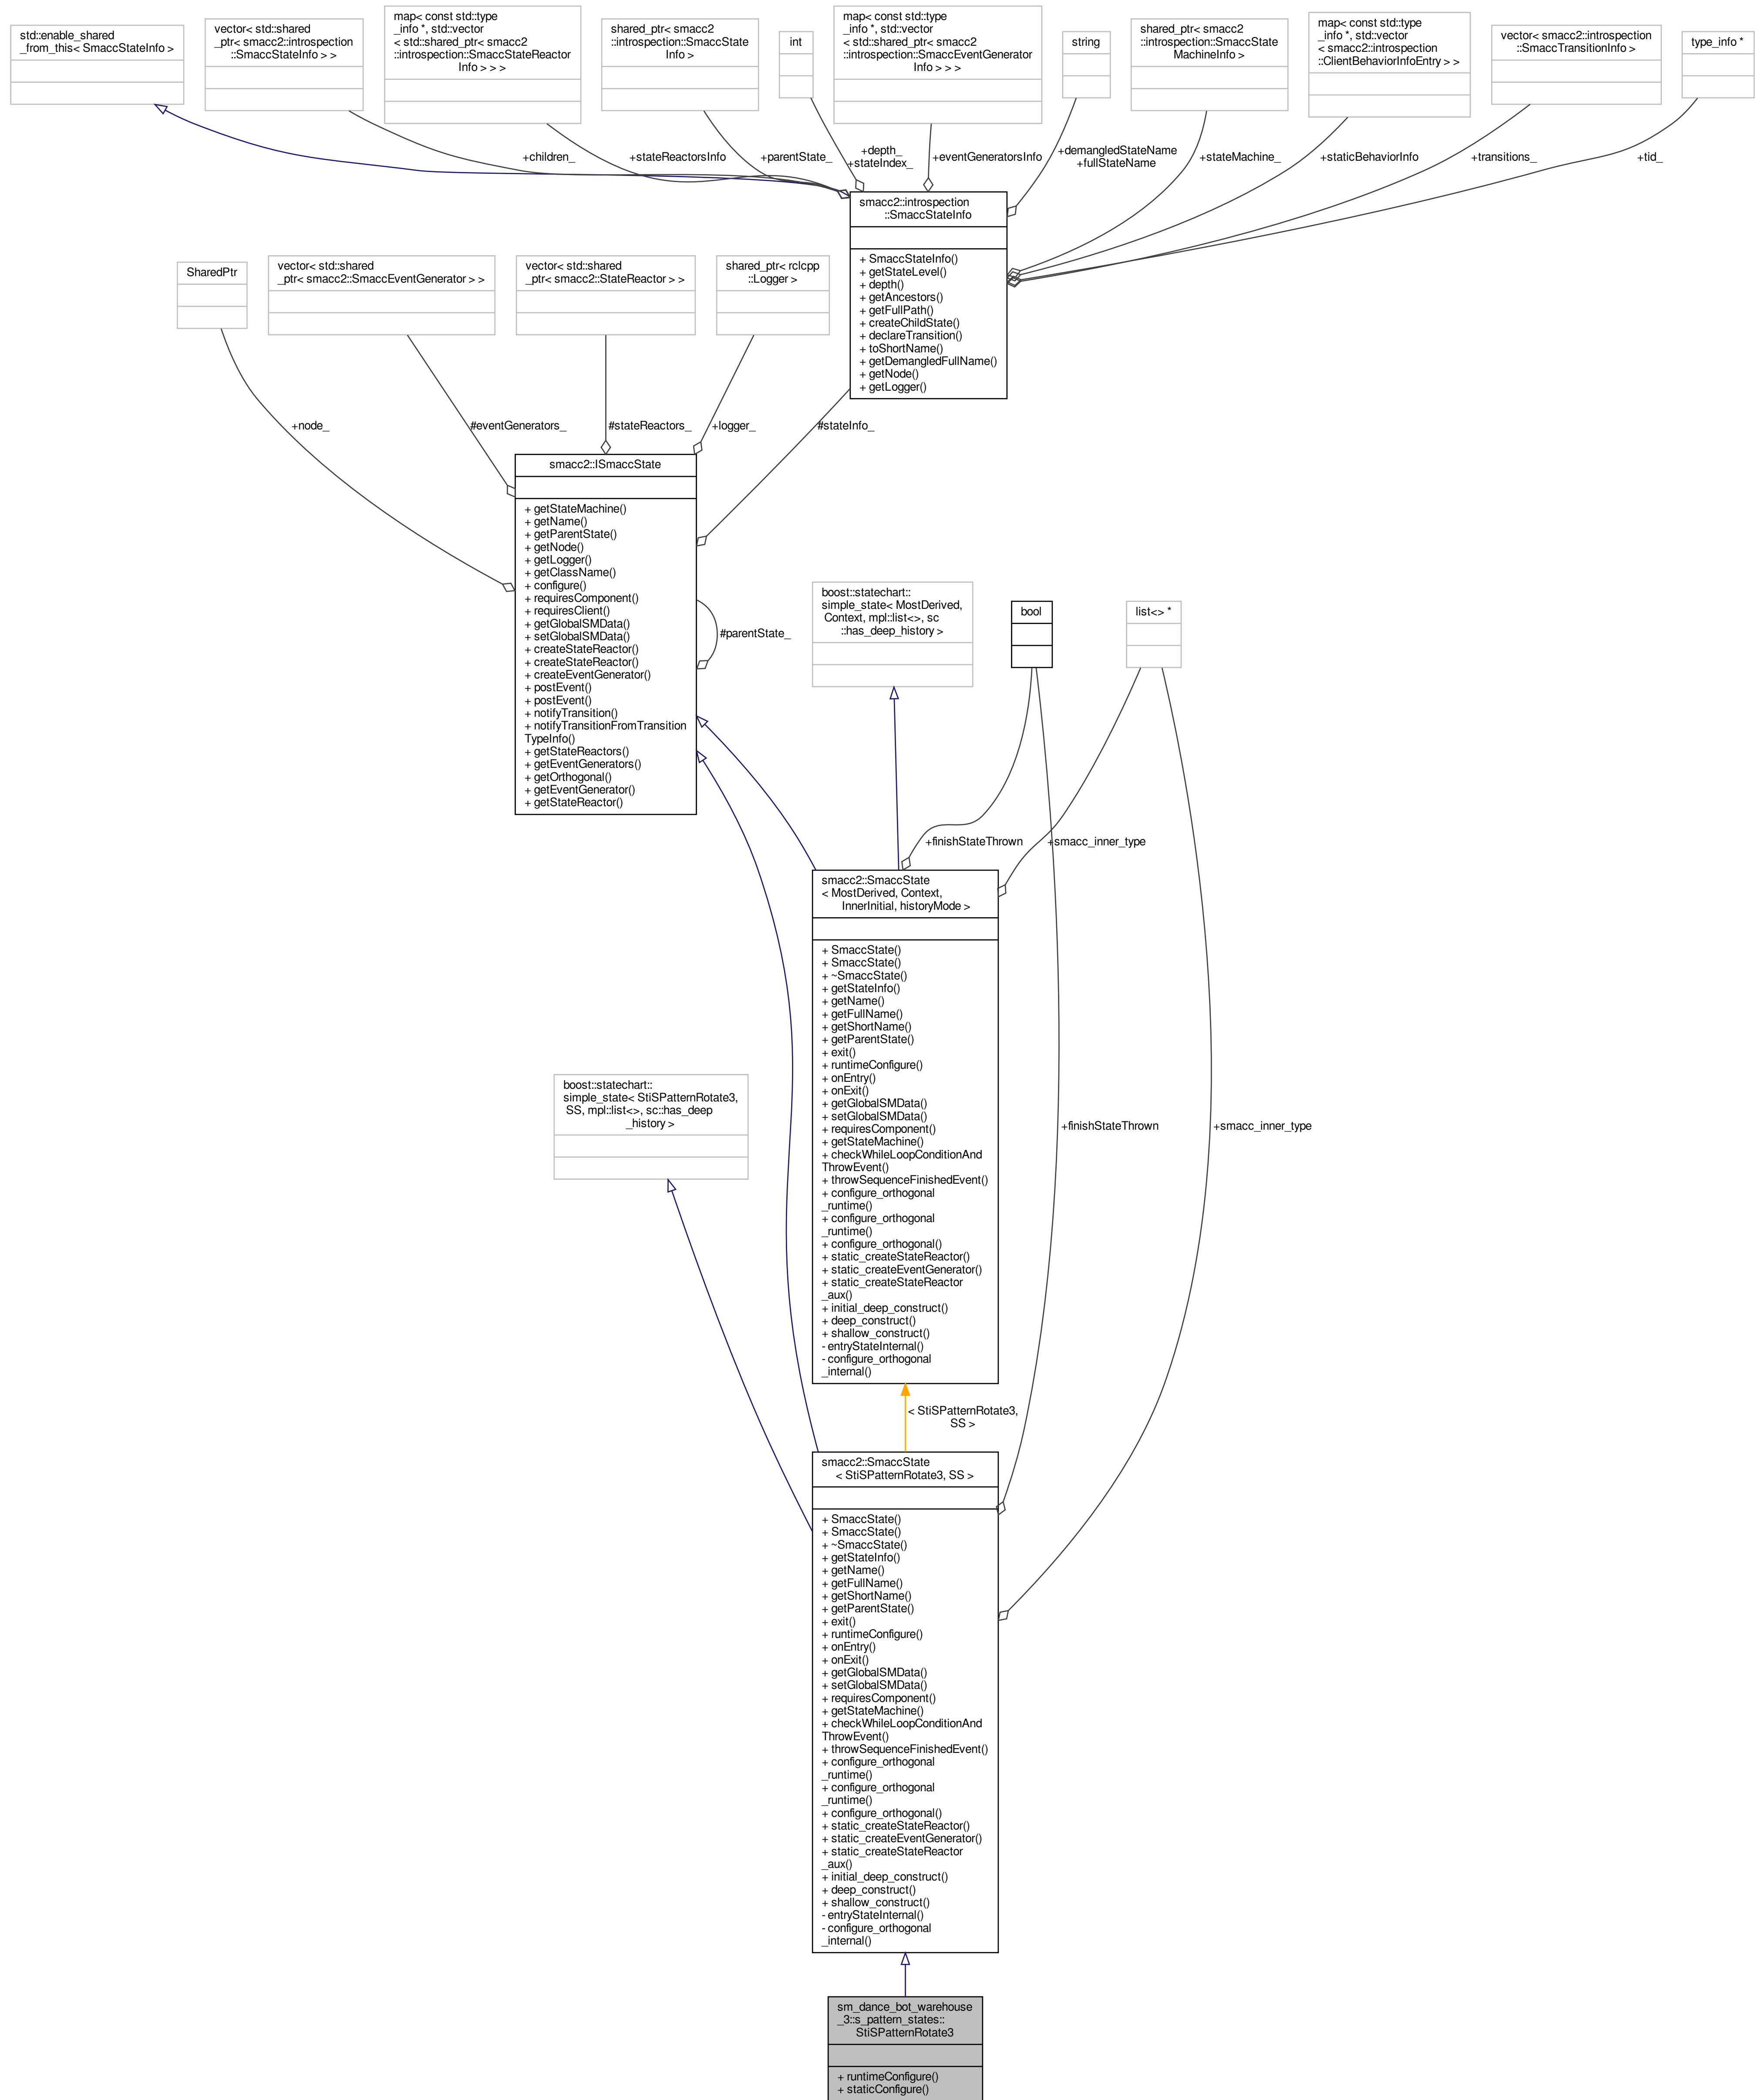 std::enable_shared
_from_this< SmaccStateInfo >
vector< std::shared
_ptr< smacc2::introspection
::SmaccStateInfo > >
map< const std::type
_info *, std::vector
< std::shared_ptr< smacc2
::introspection::SmaccStateReactor
Info > > >
shared_ptr< smacc2
::introspection::SmaccState
Info >
int
map< const std::type
_info *, std::vector
< std::shared_ptr< smacc2
::introspection::SmaccEventGenerator
Info > > >
string
shared_ptr< smacc2
::introspection::SmaccState
MachineInfo >
map< const std::type
_info *, std::vector
< smacc2::introspection
::ClientBehaviorInfoEntry > >
vector< smacc2::introspection
::SmaccTransitionInfo >
type_info *
+children_
+stateReactorsInfo
+parentState_
+depth_
+stateIndex_
+eventGeneratorsInfo
+demangledStateName
+fullStateName
+stateMachine_
+staticBehaviorInfo
+transitions_
+tid_
smacc2::introspection
::SmaccStateInfo
+ SmaccStateInfo()
+ getStateLevel()
+ depth()
+ getAncestors()
+ getFullPath()
+ createChildState()
+ declareTransition()
+ toShortName()
+ getDemangledFullName()
+ getNode()
+ getLogger()
SharedPtr
vector< std::shared
_ptr< smacc2::SmaccEventGenerator > >
vector< std::shared
_ptr< smacc2::StateReactor > >
shared_ptr< rclcpp
::Logger >
+node_
#eventGenerators_
#stateReactors_
+logger_
#stateInfo_
smacc2::ISmaccState
+ getStateMachine()
+ getName()
+ getParentState()
+ getNode()
+ getLogger()
+ getClassName()
+ configure()
+ requiresComponent()
+ requiresClient()
+ getGlobalSMData()
+ setGlobalSMData()
+ createStateReactor()
+ createStateReactor()
+ createEventGenerator()
+ postEvent()
+ postEvent()
+ notifyTransition()
+ notifyTransitionFromTransition
TypeInfo()
+ getStateReactors()
+ getEventGenerators()
+ getOrthogonal()
+ getEventGenerator()
+ getStateReactor()
#parentState_
boost::statechart::
simple_state< MostDerived,
Context, mpl::list<>, sc
::has_deep_history >
bool
list<> *
+finishStateThrown
+smacc_inner_type
smacc2::SmaccState
< MostDerived, Context,
InnerInitial, historyMode >
+ SmaccState()
+ SmaccState()
+ ~SmaccState()
+ getStateInfo()
+ getName()
+ getFullName()
+ getShortName()
+ getParentState()
+ exit()
+ runtimeConfigure()
+ onEntry()
+ onExit()
+ getGlobalSMData()
+ setGlobalSMData()
+ requiresComponent()
+ getStateMachine()
+ checkWhileLoopConditionAnd
ThrowEvent()
+ throwSequenceFinishedEvent()
+ configure_orthogonal
_runtime()
+ configure_orthogonal
_runtime()
+ configure_orthogonal()
+ static_createStateReactor()
+ static_createEventGenerator()
+ static_createStateReactor
_aux()
+ initial_deep_construct()
+ deep_construct()
+ shallow_construct()
- entryStateInternal()
- configure_orthogonal
_internal()
boost::statechart::
simple_state< StiSPatternRotate3,
SS, mpl::list<>, sc::has_deep
_history >
+finishStateThrown
+smacc_inner_type
< StiSPatternRotate3,
SS >
smacc2::SmaccState
< StiSPatternRotate3, SS >
+ SmaccState()
+ SmaccState()
+ ~SmaccState()
+ getStateInfo()
+ getName()
+ getFullName()
+ getShortName()
+ getParentState()
+ exit()
+ runtimeConfigure()
+ onEntry()
+ onExit()
+ getGlobalSMData()
+ setGlobalSMData()
+ requiresComponent()
+ getStateMachine()
+ checkWhileLoopConditionAnd
ThrowEvent()
+ throwSequenceFinishedEvent()
+ configure_orthogonal
_runtime()
+ configure_orthogonal
_runtime()
+ configure_orthogonal()
+ static_createStateReactor()
+ static_createEventGenerator()
+ static_createStateReactor
_aux()
+ initial_deep_construct()
+ deep_construct()
+ shallow_construct()
- entryStateInternal()
- configure_orthogonal
_internal()
sm_dance_bot_warehouse
_3::s_pattern_states::
StiSPatternRotate3
+ runtimeConfigure()
+ staticConfigure()